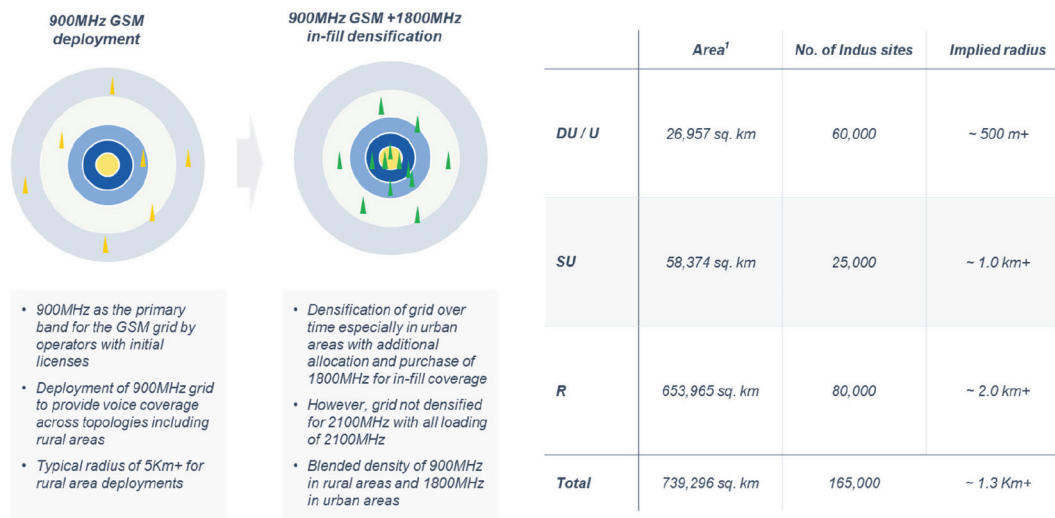 900MHz GSM
deployment
900MHz GSM +1800MHz
in-fill densification
• 900MHz as the primary
band for the GSM grid by
operators with initial
licenses
• Deployment of 900MHz grid
to provide voice coverage
across topologies including
rural areas
• Typical radius of 5Km+ for
rural area deployments
• Densification of grid over
time especially in urban
areas with additional
allocation and purchase of
1800MHz for in-fill coverage
• However, grid not densified
for 2100MHz with all loading
of 2100MHz
• Blended density of 900MHz
in rural areas and 1800MHz
in urban areas
Area¹ No. of Indus sites Implied radius
DU / U 26,957 sq. km 60,000 ~ 500 m+
SU 58,374 sq. km 25,000 ~ 1.0 km+
R 653,965 sq. km 80,000 ~ 2.0 km+
Total 739,296 sq. km 165,000 ~ 1.3 Km+